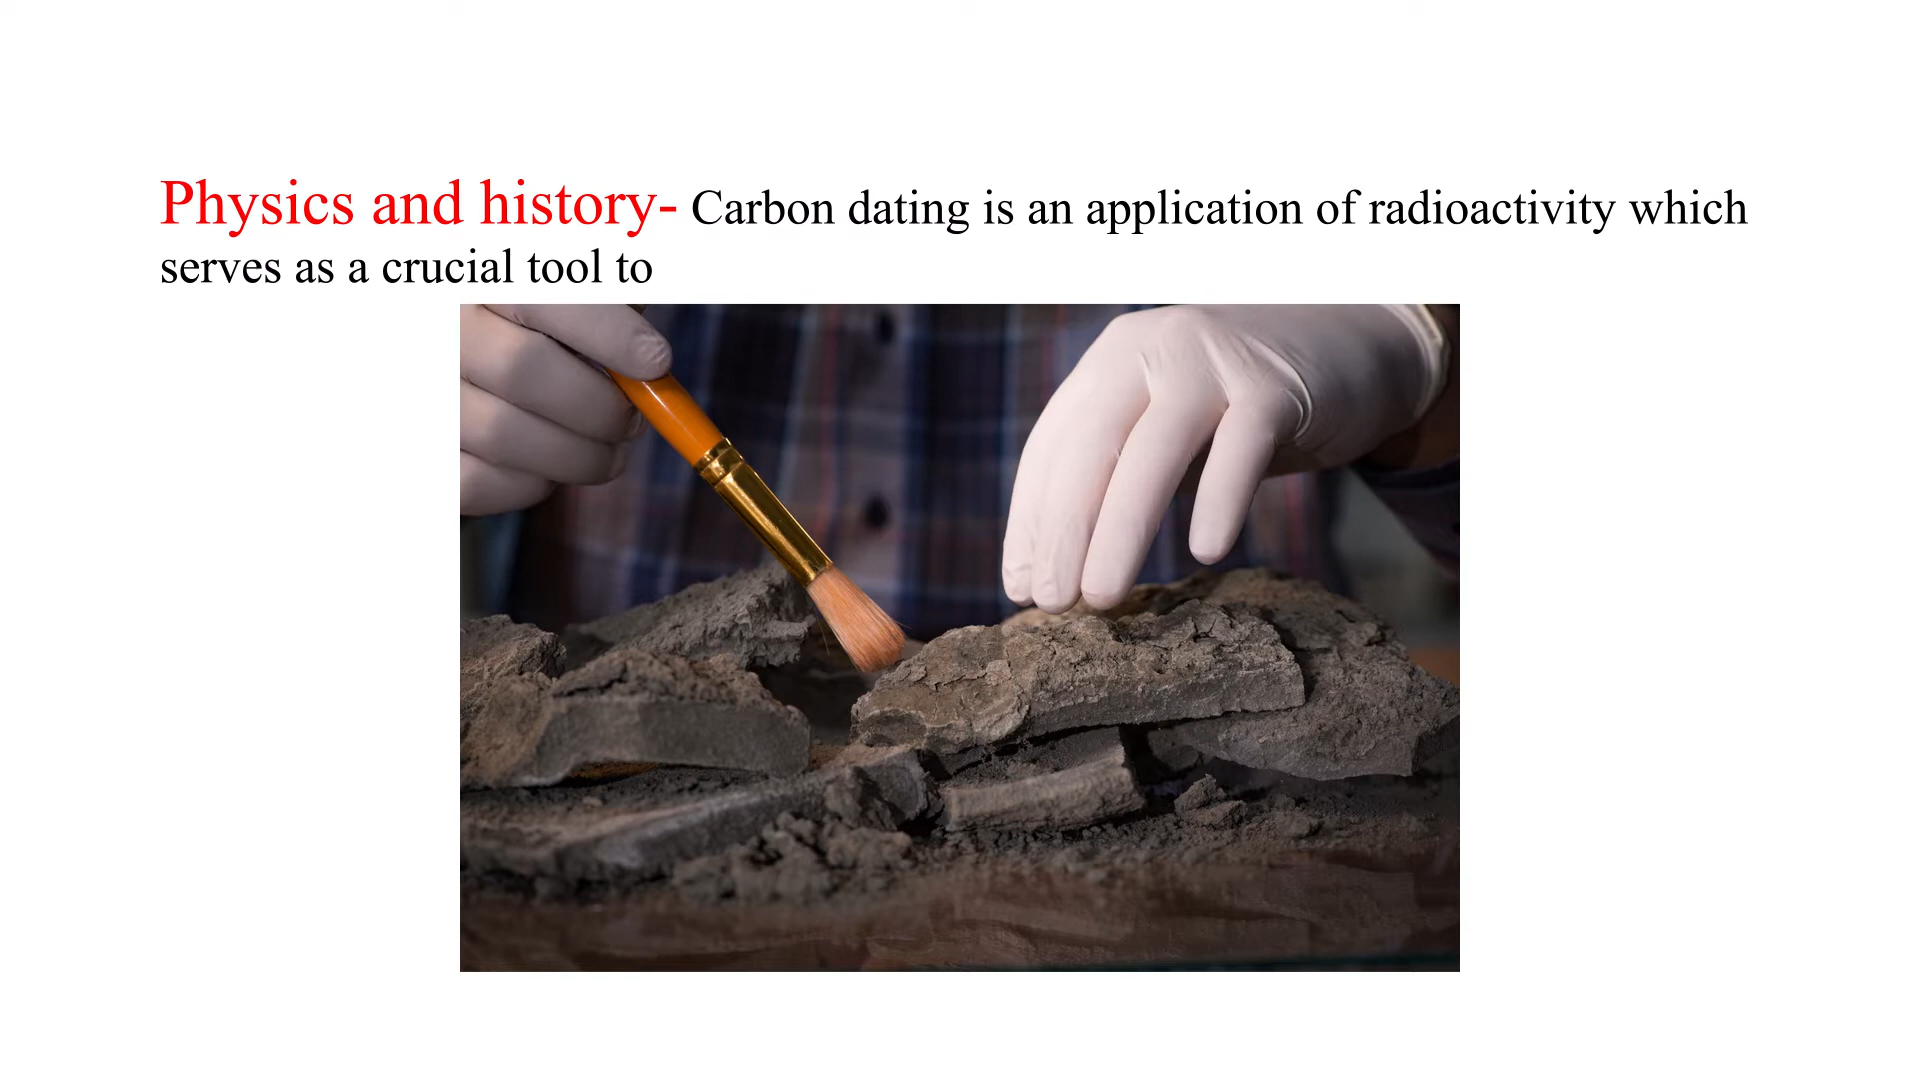 Physics and history- Carbon dating is an application of radioactivity which
serves as a crucial tool to